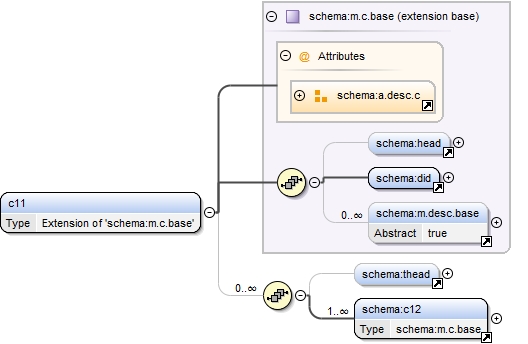 schema:m.c.base (extension base)
@ Attributes
schema:a.desc.c
schema:head
schema:did
c11
Type Extension of 'schema:m.c.base'
0..∞
schema:m.desc.base
Abstract true
0..∞
schema:thead
1..∞
schema:c12
Type schema:m.c.base